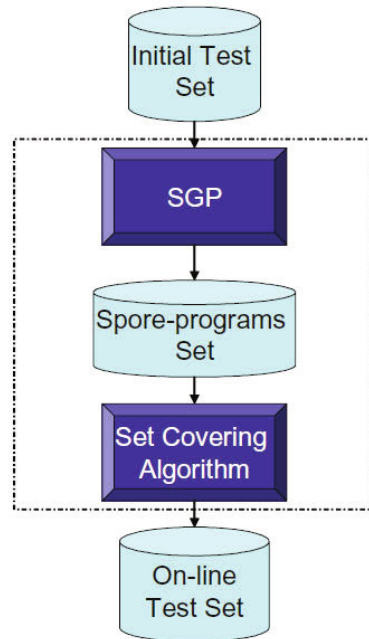 Initial Test
Set
SGP
Spore-programs
Set
Set Covering
Algorithm
On-line
Test Set